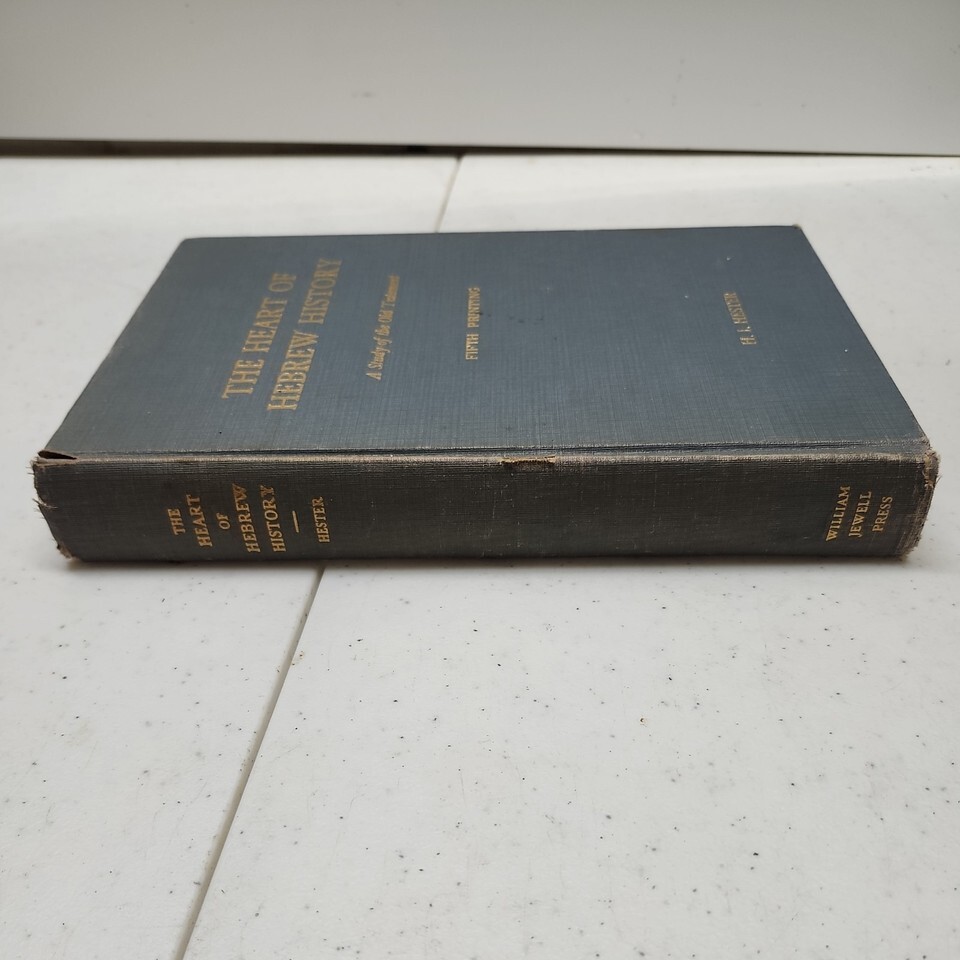 THE HEART OF
HEBREW HISTORY
A Study of the Old Testament
FIFTH PRINTING
H. I. HESTER
THE
HEART
OF
HEBREW
HISTORY
HESTER
WILLIAM
JEWELL
PRESS